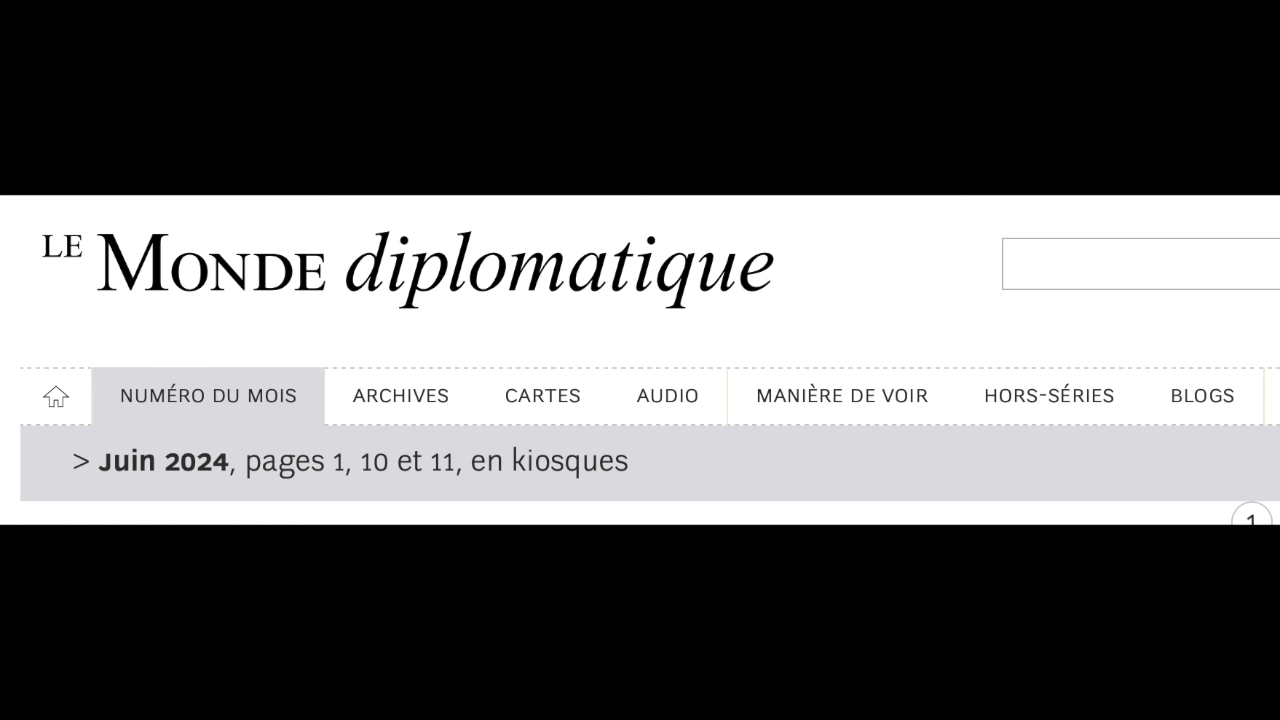 LE MONDE diplomatique
NUMÉRO DU MOIS ARCHIVES CARTES AUDIO MANIÈRE DE VOIR HORS-SÉRIES BLOGS
> Juin 2024, pages 1, 10 et 11, en kiosques
1